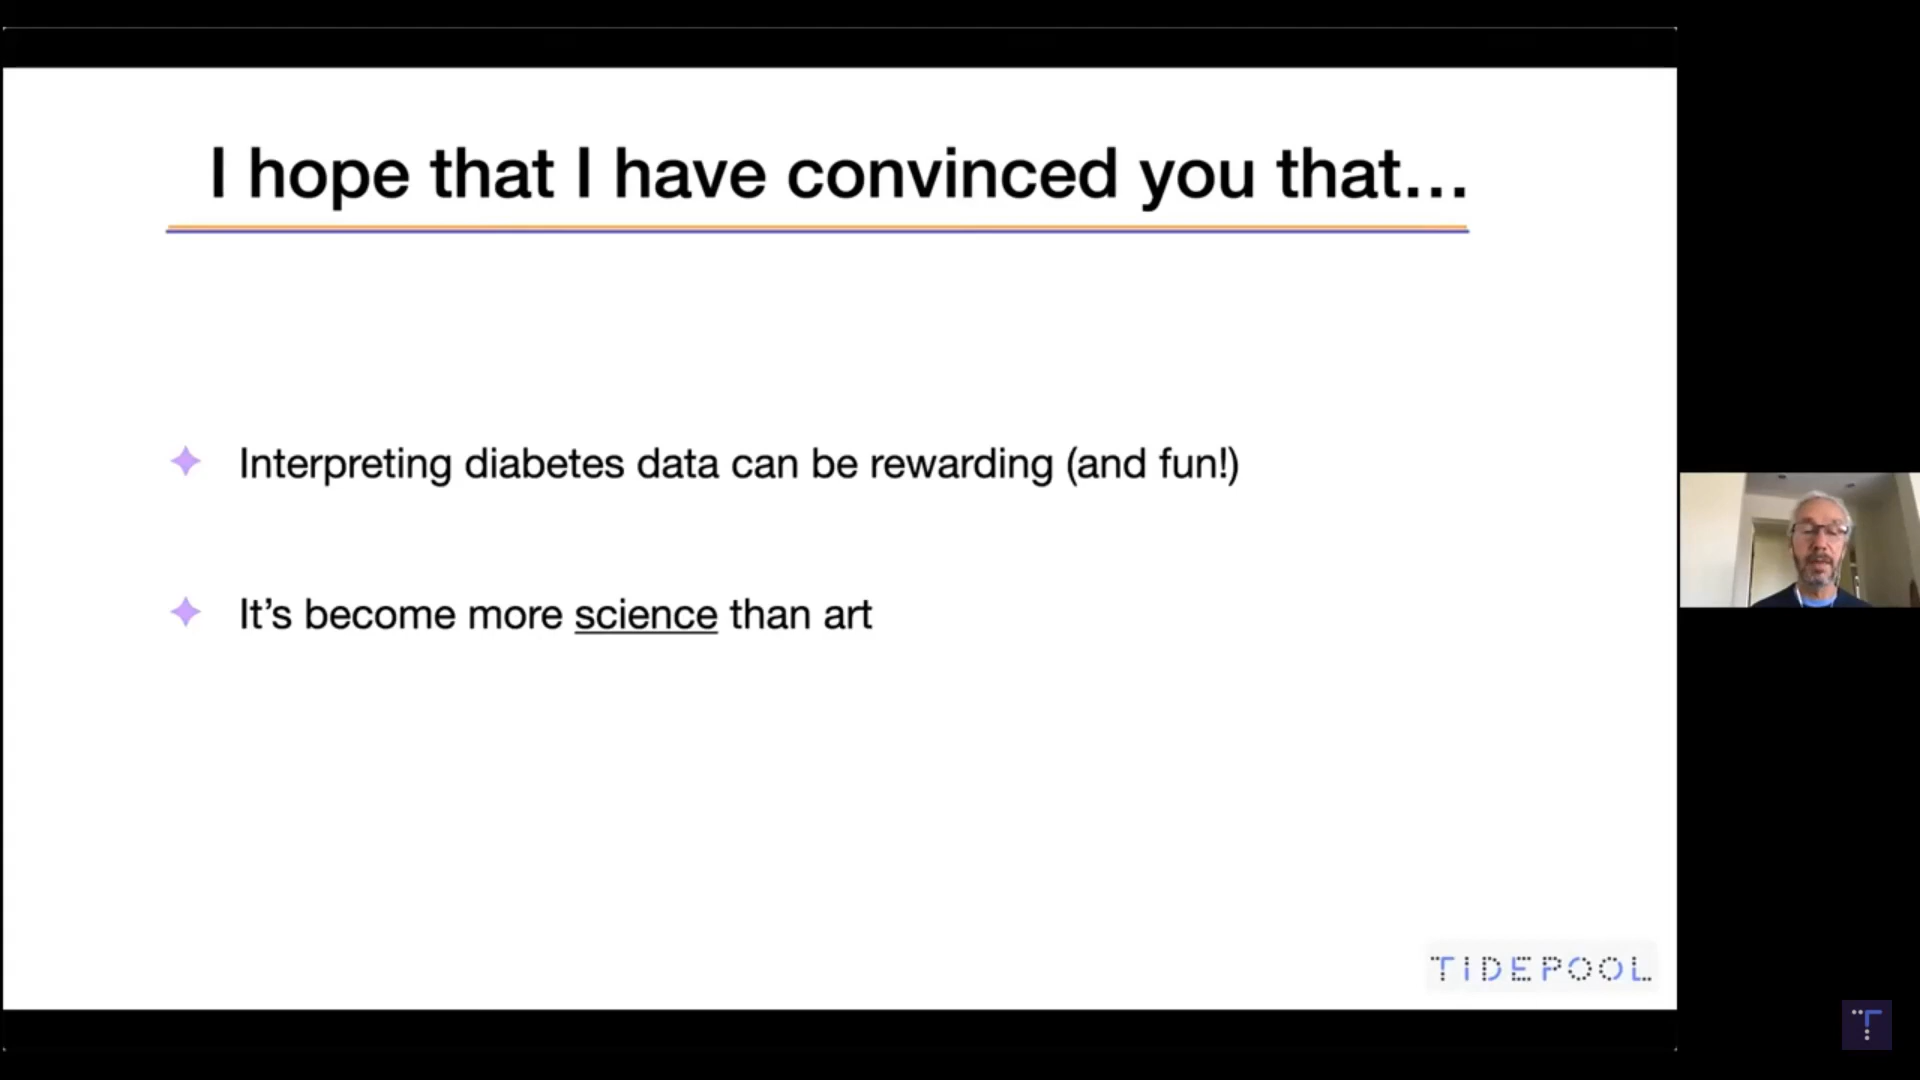 I hope that I have convinced you that...
Interpreting diabetes data can be rewarding (and fun!)
It’s become more science than art
TIDEPOOL
T